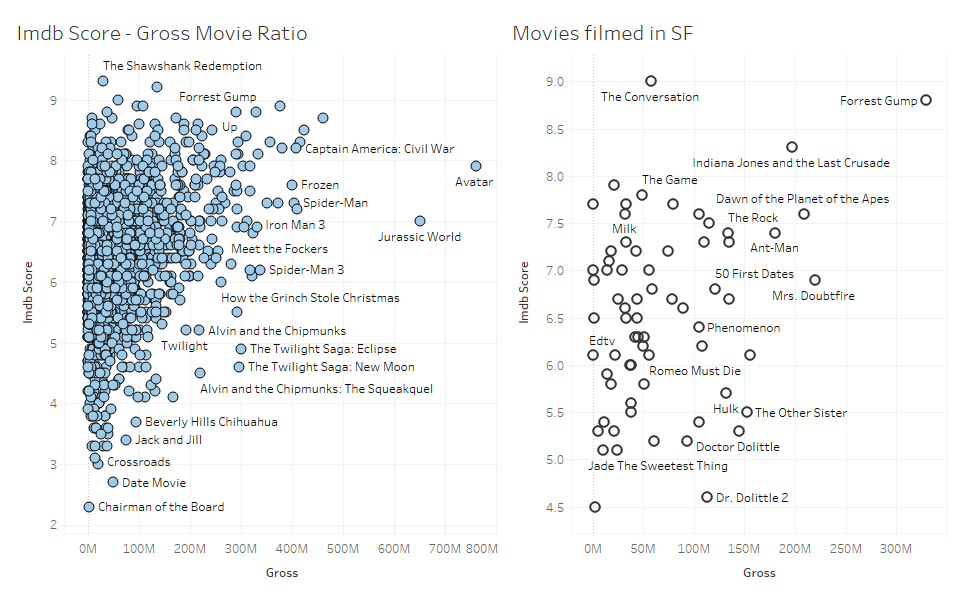 Imdb Score - Gross Movie Ratio
The Shawshank Redemption
Forrest Gump
Up
Captain America: Civil War
Avatar
Frozen
Spider-Man
Iron Man 3
Jurassic World
Meet the Fockers
Spider-Man 3
How the Grinch Stole Christmas
Alvin and the Chipmunks
Twilight
The Twilight Saga: Eclipse
The Twilight Saga: New Moon
Alvin and the Chipmunks: The Squeakquel
Beverly Hills Chihuahua
Jack and Jill
Crossroads
Date Movie
Chairman of the Board
Imdb Score
9
8
7
6
5
4
3
2
0M 100M 200M 300M 400M 500M 600M 700M 800M
Gross
Movies filmed in SF
The Conversation
Forrest Gump
Indiana Jones and the Last Crusade
The Game
Dawn of the Planet of the Apes
The Rock
Milk
Ant-Man
50 First Dates
Mrs. Doubtfire
Phenomenon
Edtv
Romeo Must Die
Hulk
The Other Sister
Doctor Dolittle
Jade The Sweetest Thing
Dr. Dolittle 2
Imdb Score
9.0
8.5
8.0
7.5
7.0
6.5
6.0
5.5
5.0
4.5
0M 50M 100M 150M 200M 250M 300M
Gross